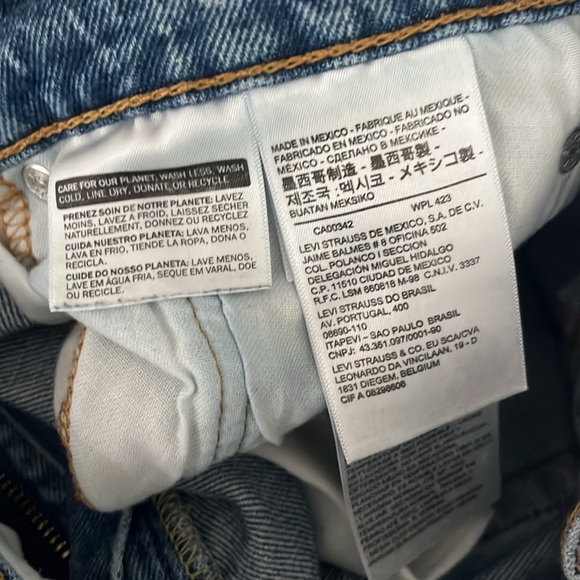 CARE FOR OUR PLANET: WASH LESS, WASH
COLD, LINE DRY, DONATE OR RECYCLE.
PRENEZ SOIN DE NOTRE PLANETE: LAVEZ
MOINS, LAVEZ A FROID, LAISSEZ SECHER
NATURELLEMENT, DONNEZ OU RECYCLEZ
CUIDA NUESTRO PLANETA: LAVA MENOS,
LAVA EN FRIO, TIENDE LA ROPA, DONA O
RECICLA.
CUIDE DO NOSSO PLANETA: LAVE MENOS,
LAVE EM ÁGUA FRIA, SEQUE EM VARAL, DOE
OU RECICLE.
MADE IN MEXICO - FABRIQUE AU MEXIQUE -
FABRICADO EN MEXICO - FABRICADO NO
MÉXICO - СДЕЛАНО В МЕКСИКЕ -
墨西哥制造 - 墨西哥製 -
제조국 : 멕시코 - メキシコ製 -
BUATAN MEKSIKO
CA00342 WPL 423
LEVI STRAUSS DE MEXICO, S.A. DE C.V.
JAIME BALMES # 8 OFICINA 502
COL. POLANCO I SECCION
DELEGACIÓN MIGUEL HIDALGO
C.P. 11510 CIUDAD DE MEXICO
R.F.C. LSM 880818 M-98 C.N.I.V. 3337
LEVI STRAUSS DO BRASIL
AV. PORTUGAL, 400
06690-110
ITAPEVI – SAO PAULO BRASIL
CNPJ: 43.351.097/0001-90
LEVI STRAUSS & CO. EU SCA/CVA
LEONARDO DA VINCILAAN. 19 - D
1831 DIEGEM, BELGIUM
CIF A 08296606